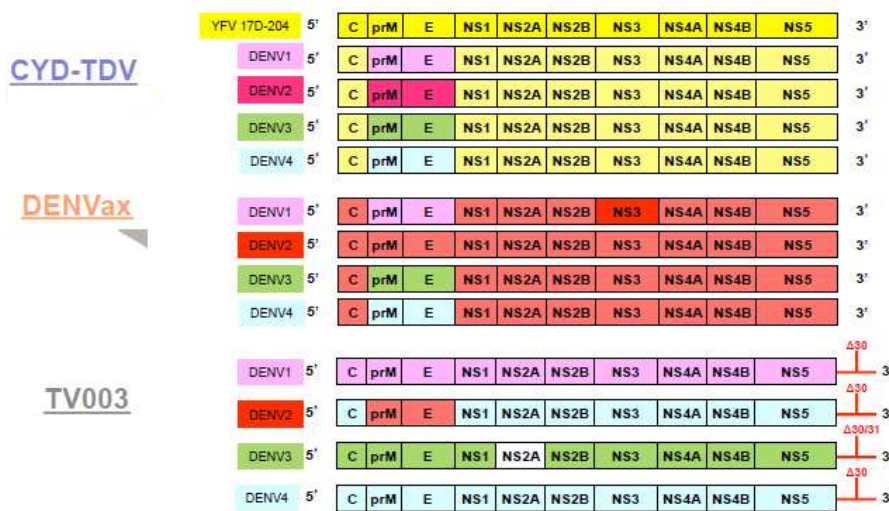 YFV 17D-204 5' C prM E NS1 NS2A NS2B NS3 NS4A NS4B NS5 3'
CYD-TDV
DENV1 5' C prM E NS1 NS2A NS2B NS3 NS4A NS4B NS5 3'
DENV2 5' C prM E NS1 NS2A NS2B NS3 NS4A NS4B NS5 3'
DENV3 5' C prM E NS1 NS2A NS2B NS3 NS4A NS4B NS5 3'
DENV4 5' C prM E NS1 NS2A NS2B NS3 NS4A NS4B NS5 3'
DENVax
DENV1 5' C prM E NS1 NS2A NS2B NS3 NS4A NS4B NS5 3'
DENV2 5' C prM E NS1 NS2A NS2B NS3 NS4A NS4B NS5 3'
DENV3 5' C prM E NS1 NS2A NS2B NS3 NS4A NS4B NS5 3'
DENV4 5' C prM E NS1 NS2A NS2B NS3 NS4A NS4B NS5 3'
TV003
Δ30
DENV1 5' C prM E NS1 NS2A NS2B NS3 NS4A NS4B NS5 3
Δ30
DENV2 5' C prM E NS1 NS2A NS2B NS3 NS4A NS4B NS5 3
Δ30/31
DENV3 5' C prM E NS1 NS2A NS2B NS3 NS4A NS4B NS5 3
Δ30
DENV4 5' C prM E NS1 NS2A NS2B NS3 NS4A NS4B NS5 3